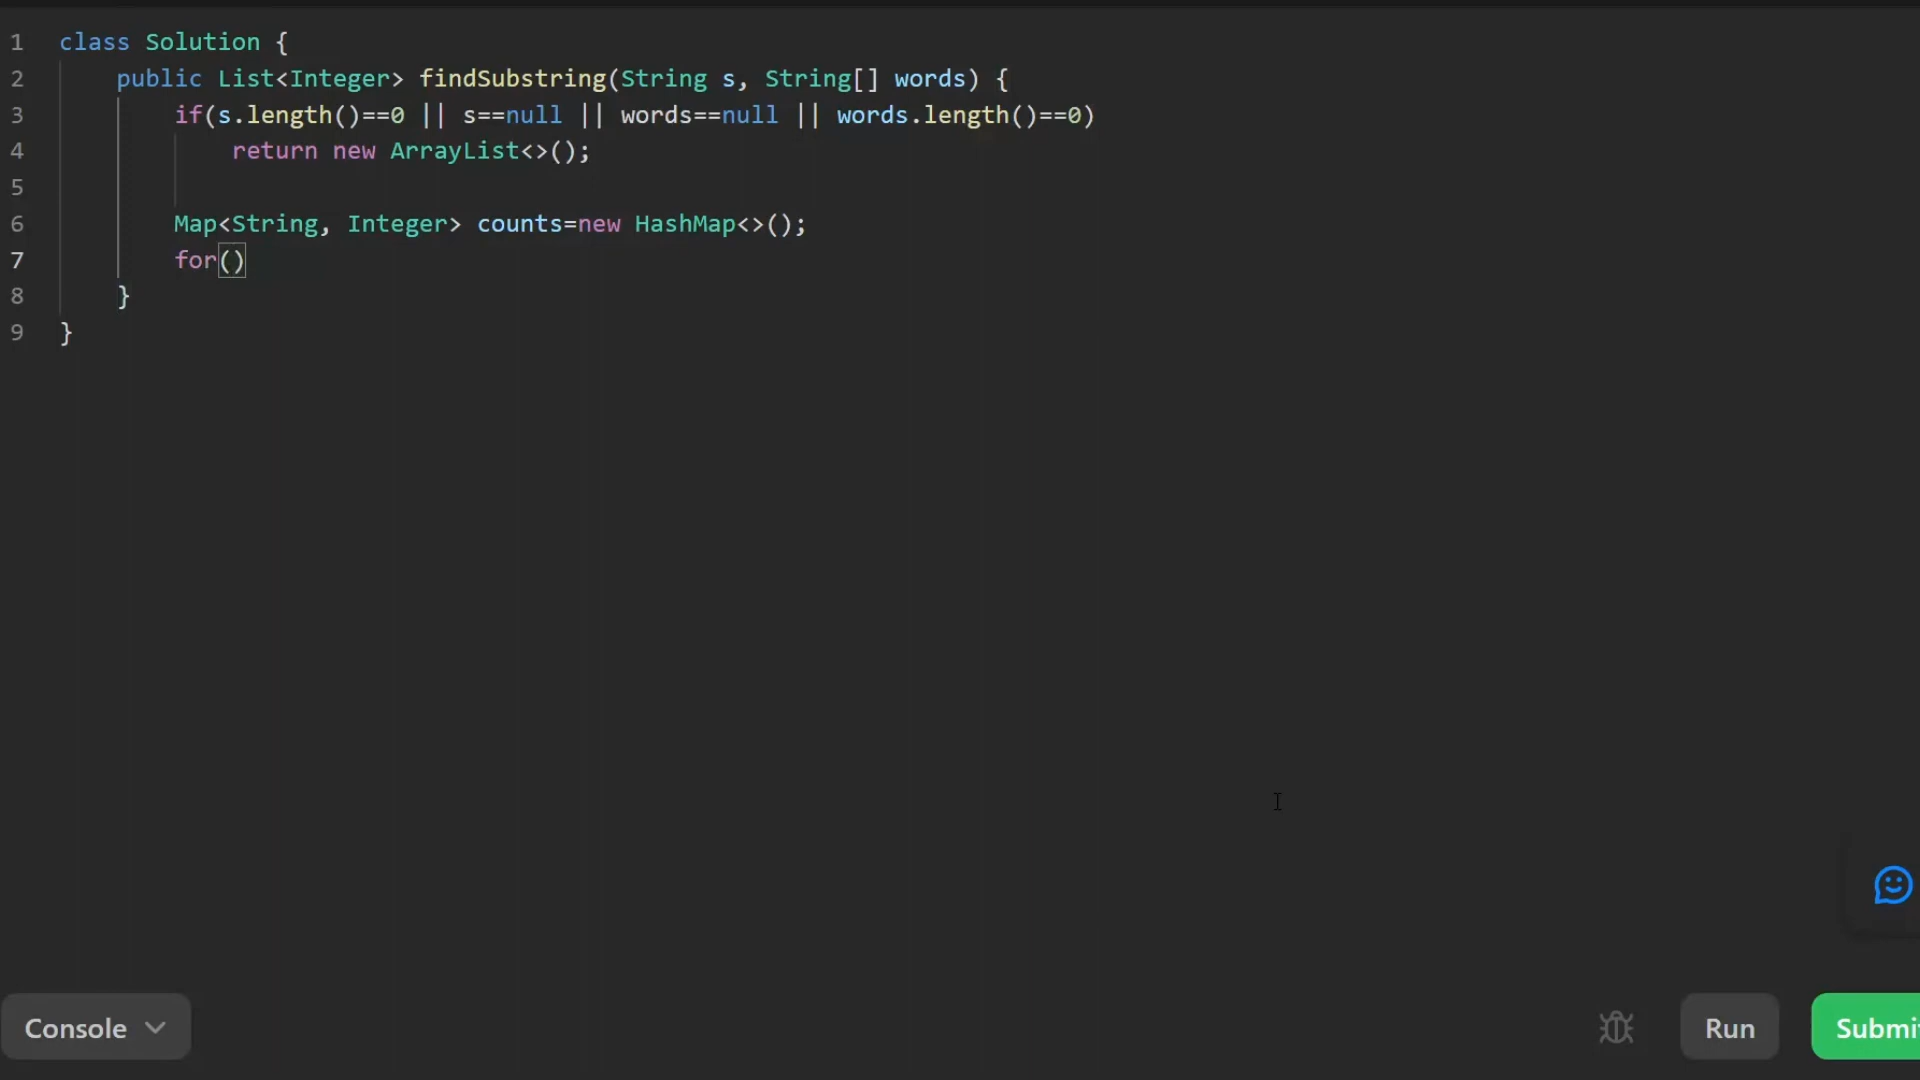 1 class Solution {
2 public List<Integer> findSubstring(String s, String[] words) {
3 if(s.length()==0 || s==null || words==null || words.length()==0)
4 return new ArrayList<>();
5
6 Map<String, Integer> counts=new HashMap<>();
7 for()
8 }
9 }
Console
Run
Submi